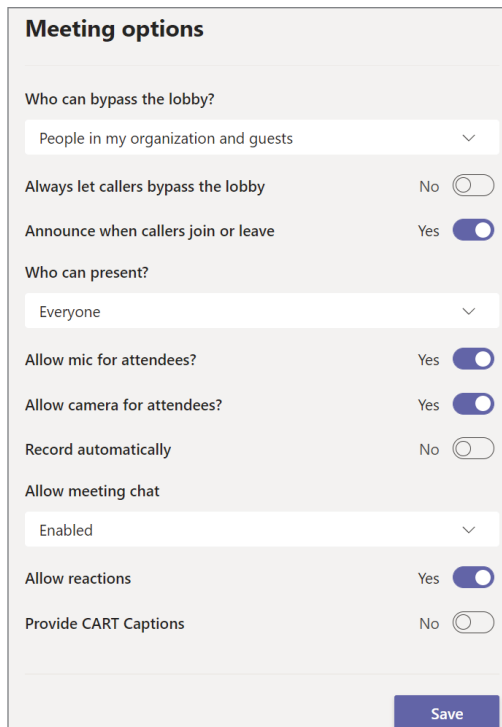 Meeting options
Who can bypass the lobby?
People in my organization and guests
Always let callers bypass the lobby No
Announce when callers join or leave Yes
Who can present?
Everyone
Allow mic for attendees? Yes
Allow camera for attendees? Yes
Record automatically No
Allow meeting chat
Enabled
Allow reactions Yes
Provide CART Captions No
Save